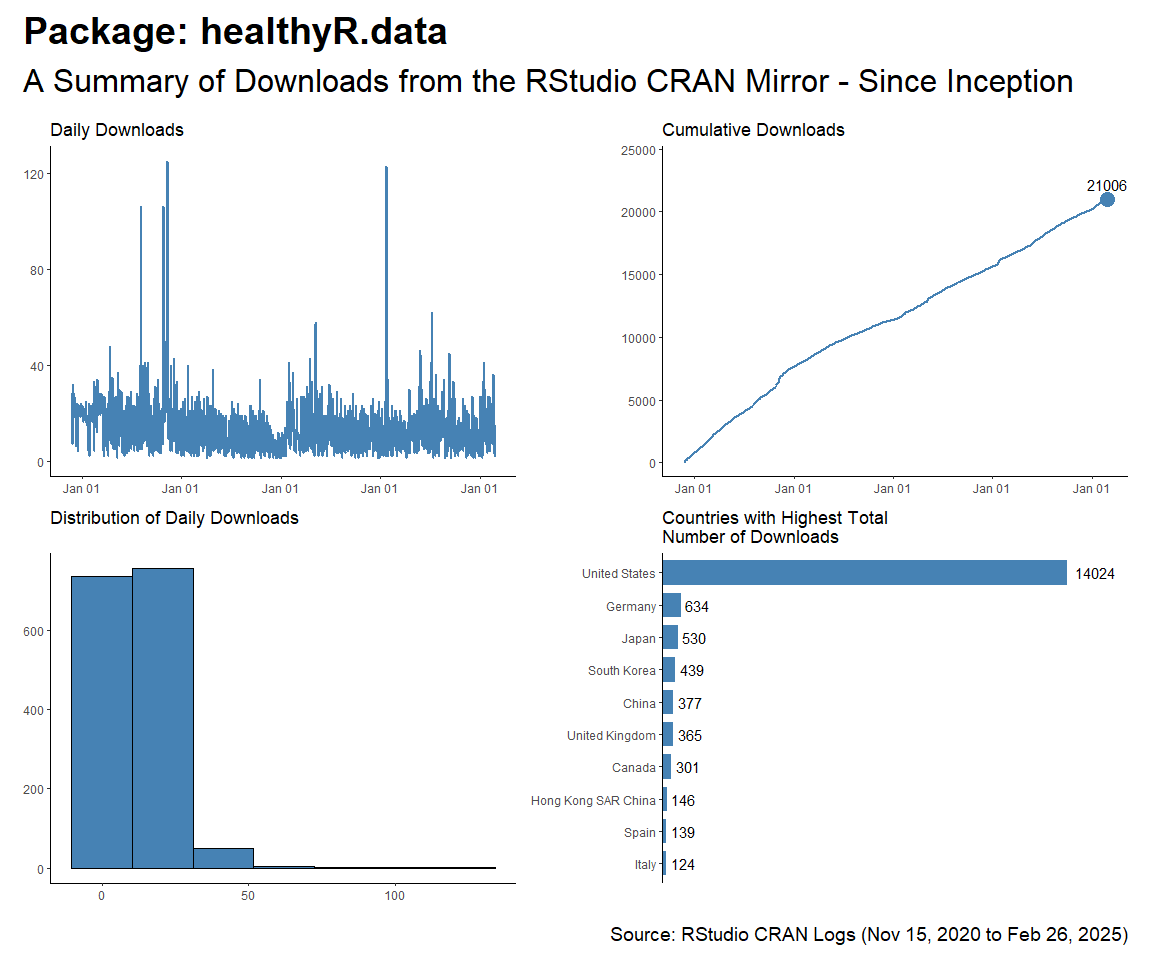 Package: healthyR.data
A Summary of Downloads from the RStudio CRAN Mirror - Since Inception
Daily Downloads
120
80
40
0
Jan 01 Jan 01 Jan 01 Jan 01 Jan 01
Cumulative Downloads
25000
20000
15000
10000
5000
0
21006
Jan 01 Jan 01 Jan 01 Jan 01 Jan 01
Distribution of Daily Downloads
600
400
200
0
0 50 100
Countries with Highest Total
Number of Downloads
United States 14024
Germany 634
Japan 530
South Korea 439
China 377
United Kingdom 365
Canada 301
Hong Kong SAR China 146
Spain 139
Italy 124
Source: RStudio CRAN Logs (Nov 15, 2020 to Feb 26, 2025)